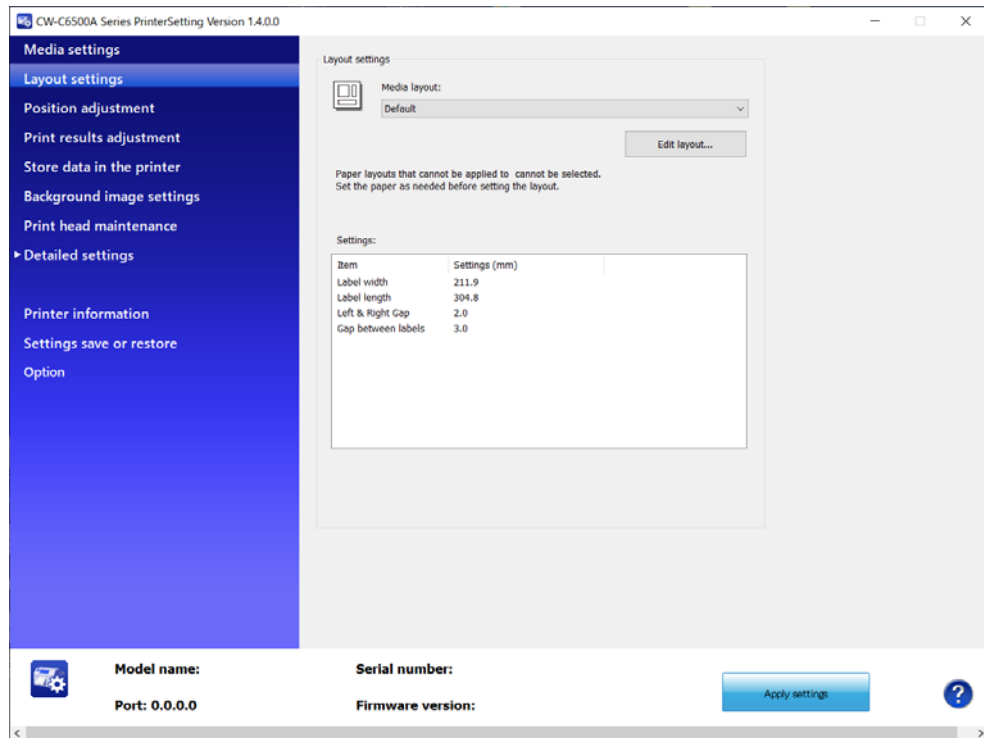 CW-C6500A Series PrinterSetting Version 1.4.0.0
Media settings
Layout settings
Position adjustment
Print results adjustment
Store data in the printer
Background image settings
Print head maintenance
Detailed settings
Printer information
Settings save or restore
Option
Layout settings
Media layout:
Default
Edit layout...
Paper layouts that cannot be applied to cannot be selected.
Set the paper as needed before setting the layout.
Settings:
Item Settings (mm)
Label width 211.9
Label length 304.8
Left & Right Gap 2.0
Gap between labels 3.0
Model name: Serial number:
Port: 0.0.0.0 Firmware version:
Apply settings
?